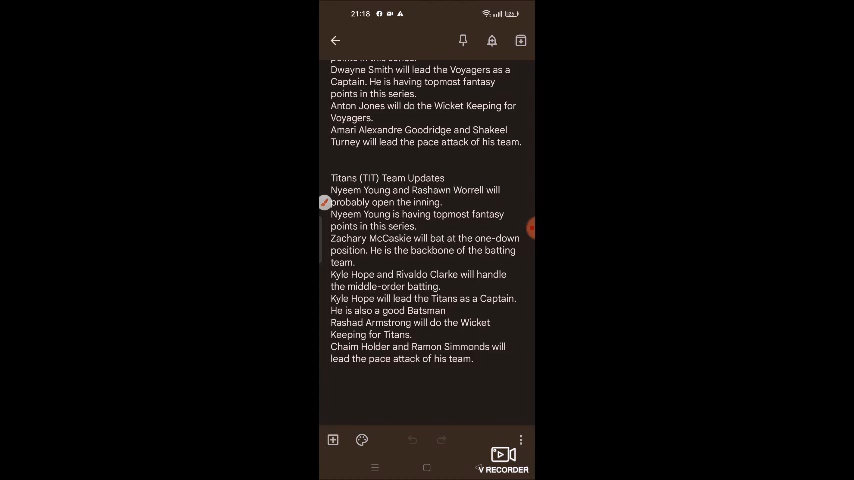 21:18
26
points in this series.
Dwayne Smith will lead the Voyagers as a
Captain. He is having topmost fantasy
points in this series.
Anton Jones will do the Wicket Keeping for
Voyagers.
Amari Alexandre Goodridge and Shakeel
Turney will lead the pace attack of his team.
Titans (TIT) Team Updates
Nyeem Young and Rashawn Worrell will
probably open the inning.
Nyeem Young is having topmost fantasy
points in this series.
Zachary McCaskie will bat at the one-down
position. He is the backbone of the batting
team.
Kyle Hope and Rivaldo Clarke will handle
the middle-order batting.
Kyle Hope will lead the Titans as a Captain.
He is also a good Batsman
Rashad Armstrong will do the Wicket
Keeping for Titans.
Chaim Holder and Ramon Simmonds will
lead the pace attack of his team.
V RECORDER